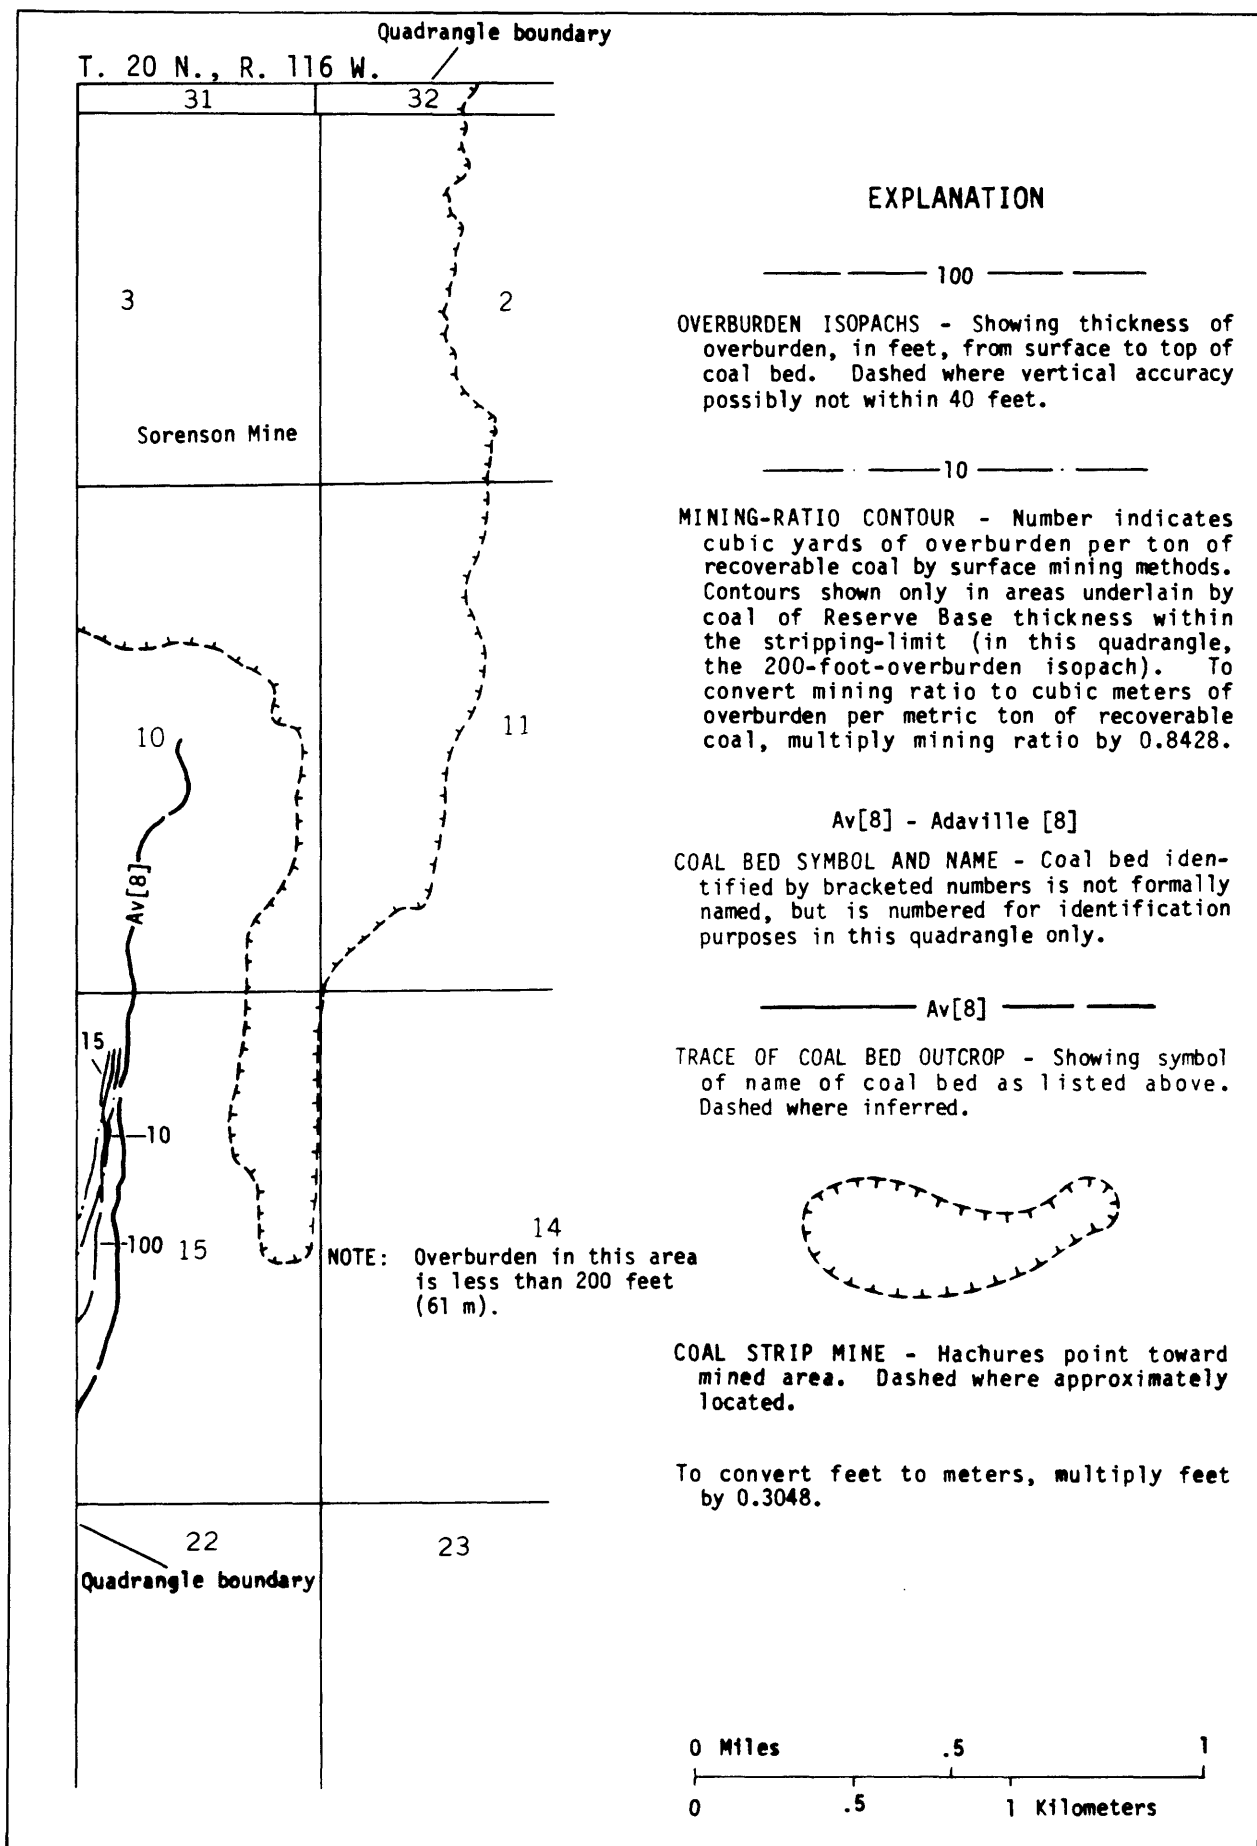 Quadrangle boundary
T. 20 N., R. 116 W.
31
32
3
2
Sorenson Mine
10
11
Av[8]
15
10
100
15
14
NOTE: Overburden in this area
is less than 200 feet
(61 m).
22
23
Quadrangle boundary
EXPLANATION
100
OVERBURDEN ISOPACHS - Showing thickness of
overburden, in feet, from surface to top of
coal bed. Dashed where vertical accuracy
possibly not within 40 feet.
10
MINING-RATIO CONTOUR - Number indicates
cubic yards of overburden per ton of
recoverable coal by surface mining methods.
Contours shown only in areas underlain by
coal of Reserve Base thickness within
the stripping-limit (in this quadrangle,
the 200-foot-overburden isopach). To
convert mining ratio to cubic meters of
overburden per metric ton of recoverable
coal, multiply mining ratio by 0.8428.
Av[8] - Adaville [8]
COAL BED SYMBOL AND NAME - Coal bed iden-
tified by bracketed numbers is not formally
named, but is numbered for identification
purposes in this quadrangle only.
Av[8]
TRACE OF COAL BED OUTCROP - Showing symbol
of name of coal bed as listed above.
Dashed where inferred.
COAL STRIP MINE - Hachures point toward
mined area. Dashed where approximately
located.
To convert feet to meters, multiply feet
by 0.3048.
0 Miles .5 1
0 .5 1 Kilometers